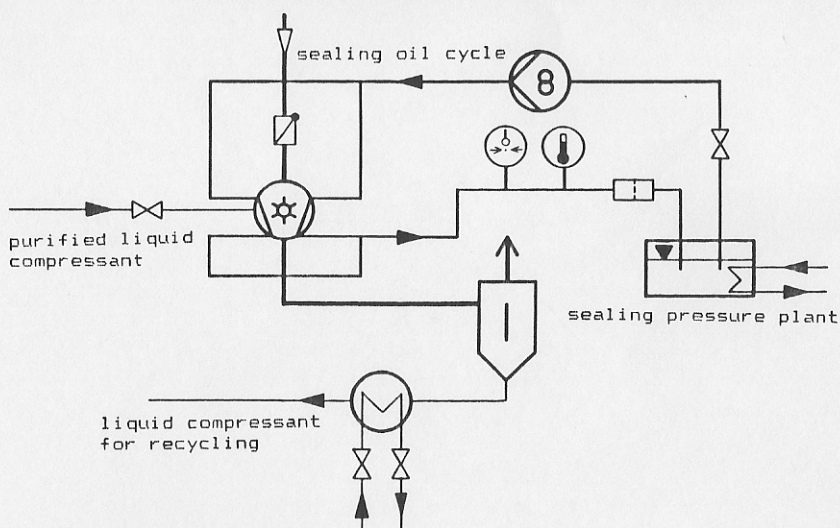 sealing oil cycle
purified liquid
compressant
sealing pressure plant
liquid compressant
for recycling